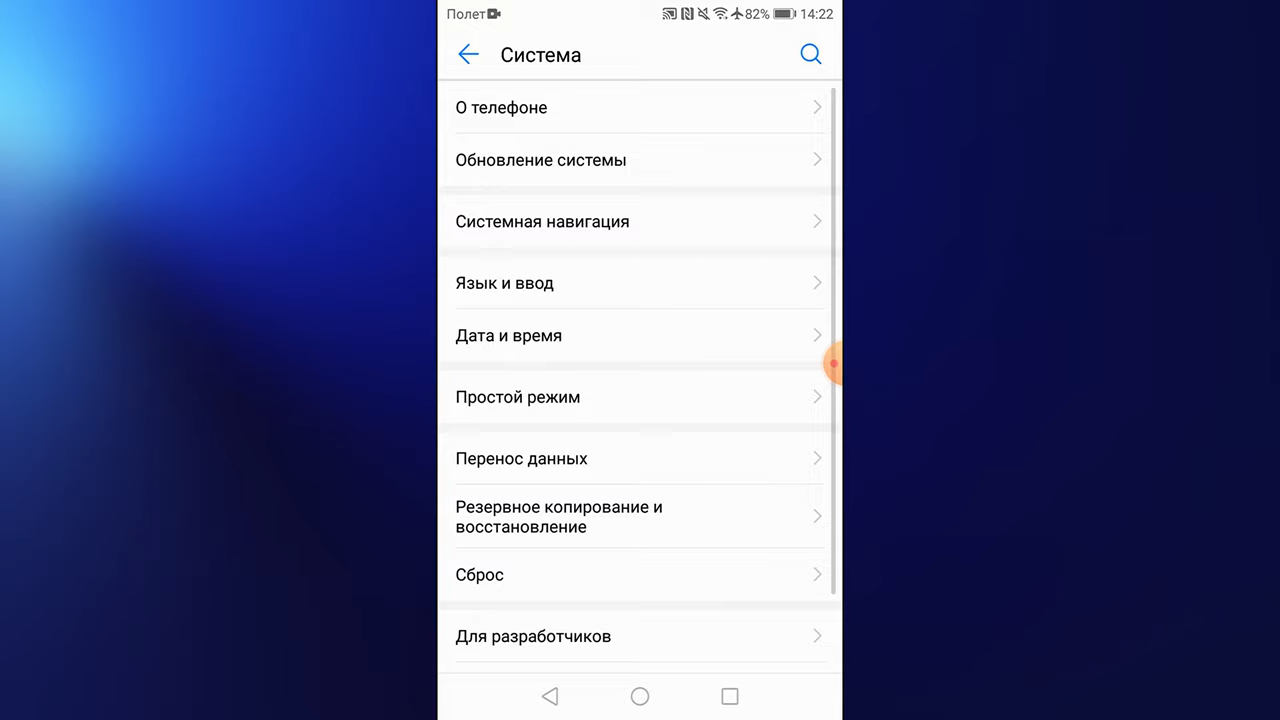 Полет 82% 14:22
Система
О телефоне
Обновление системы
Системная навигация
Язык и ввод
Дата и время
Простой режим
Перенос данных
Резервное копирование и
восстановление
Сброс
Для разработчиков